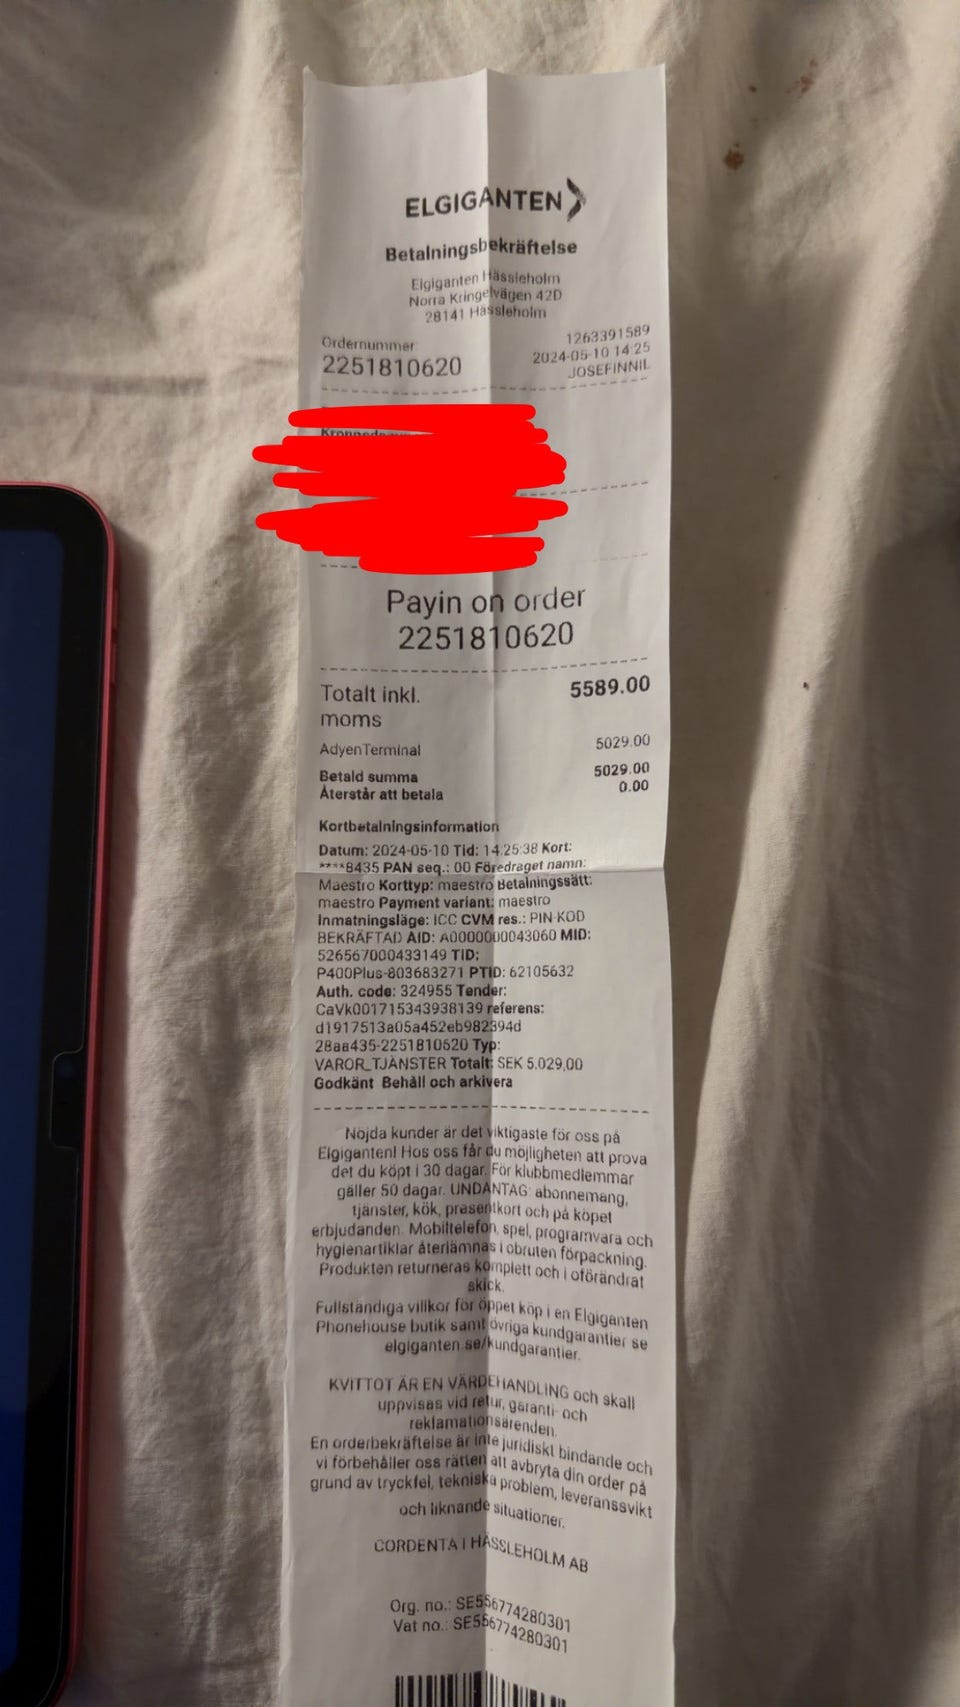 ELGIGANTEN
Betalningsbekräftelse
Elgiganten Hässleholm
Norra Kringelvägen 42D
28141 Hässleholm
1263391589
Ordernummer
2024-05-10 14:25
2251810620
JOSEFINNIL
Payin on order
2251810620
Totalt inkl. 5589.00
moms
AdyenTerminal 5029.00
Betald summa 5029.00
Återstår att betala 0.00
Kortbetalningsinformation
Datum: 2024-05-10 Tid: 14:25:38 Kort:
****8435 PAN seq.: 00 Föredraget namn:
Maestro Korttyp: maestro Betalningssätt:
maestro Payment variant: maestro
Inmatningsläge: ICC CVM res.: PIN-KOD
BEKRÄFTAD AID: A0000000043060 MID:
526567000433149 TID:
P400Plus-803683271 PTID: 62105632
Auth. code: 324955 Tender:
CaVk001715343938139 referens:
d1917513a05a452eb982394d
28aa435-2251810620 Typ:
VAROR_TJANSTER Totalt: SEK 5.029,00
Godkänt Behåll och arkivera
Nöjda kunder är det viktigaste för oss på
Elgiganten! Hos oss får du möjligheten att prova
det du köpt i 30 dagar. För klubbmedlemmar
gäller 50 dagar. UNDANTAG: abonnemang,
tjänster, kök, presentkort och på köpet
erbjudanden. Mobiltelefon, spel, programvara och
hygienartiklar återlämnas i obruten förpackning.
Produkten returneras komplett och i oförändrat
skick.
Fullständiga villkor för öppet köp i en Elgiganten
Phonehouse butik samt övriga kundgarantier se
elgiganten.se/kundgarantier.
KVITTOT ÄR EN VÄRDEHANDLING och skall
uppvisas vid retur, garanti- och
reklamationsärenden.
En orderbekräftelse är inte juridiskt bindande och
vi förbehåller oss rätten att avbryta din order på
grund av tryckfel, tekniska problem, leveranssvikt
och liknande situationer.
CORDENTA I HÄSSLEHOLM AB
Org. no.: SE556774280301
Vat no.: SE556774280301